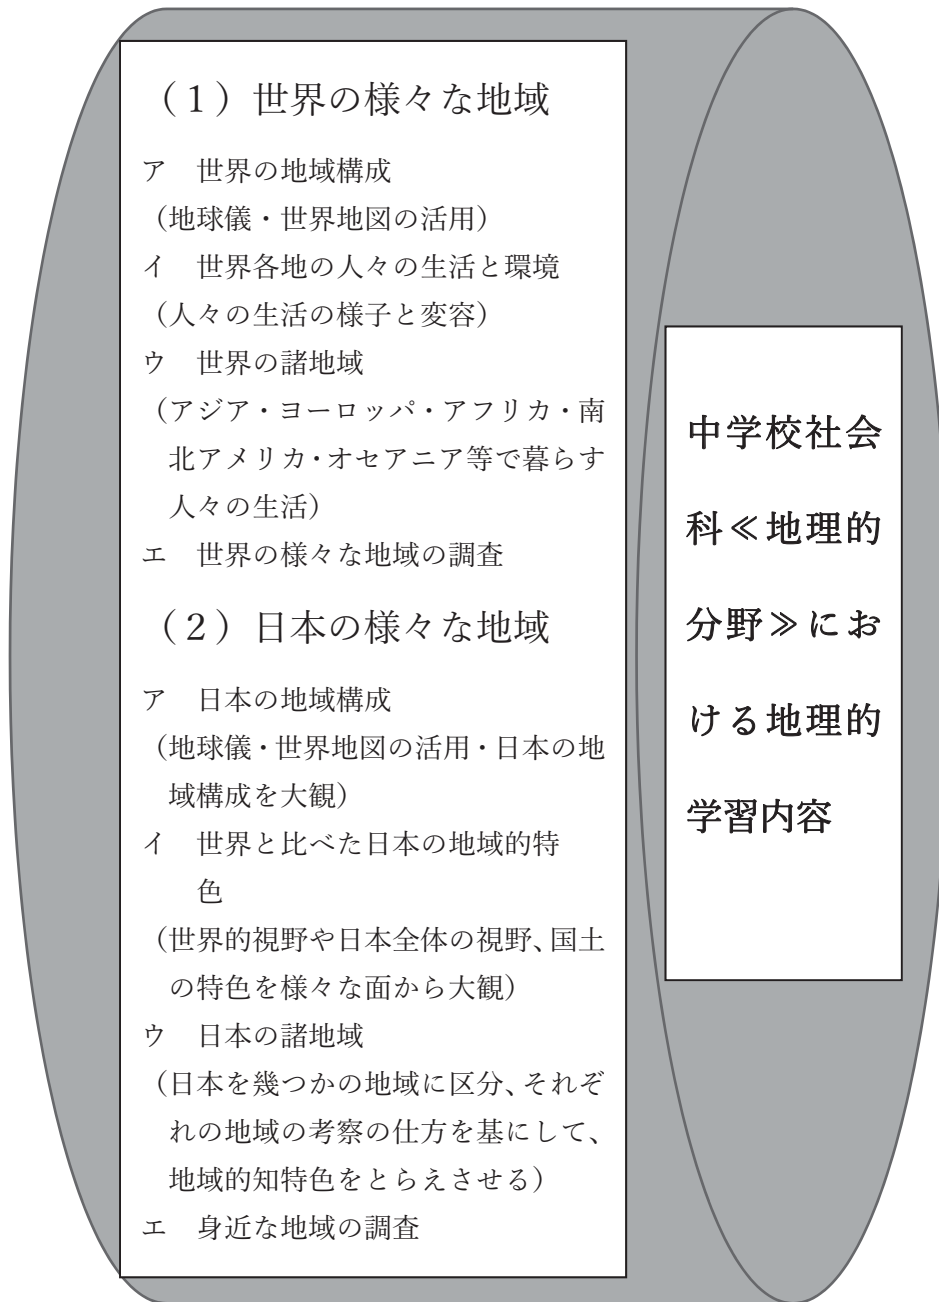 （１）世界の様々な地域
ア　世界の地域構成
（地球儀・世界地図の活用）
イ　世界各地の人々の生活と環境
（人々の生活の様子と変容）
ウ　世界の諸地域
（アジア・ヨーロッパ・アフリカ・南
北アメリカ・オセアニア等で暮らす
人々の生活）
エ　世界の様々な地域の調査
（２）日本の様々な地域
ア　日本の地域構成
（地球儀・世界地図の活用・日本の地
域構成を大観）
イ　世界と比べた日本の地域的特
色
（世界的視野や日本全体の視野、国土
の特色を様々な面から大観）
ウ　日本の諸地域
（日本を幾つかの地域に区分、それぞ
れの地域の考察の仕方を基にして、
地域的知特色をとらえさせる）
エ　身近な地域の調査
中学校社会
科≪地理的
分野≫にお
ける地理的
学習内容